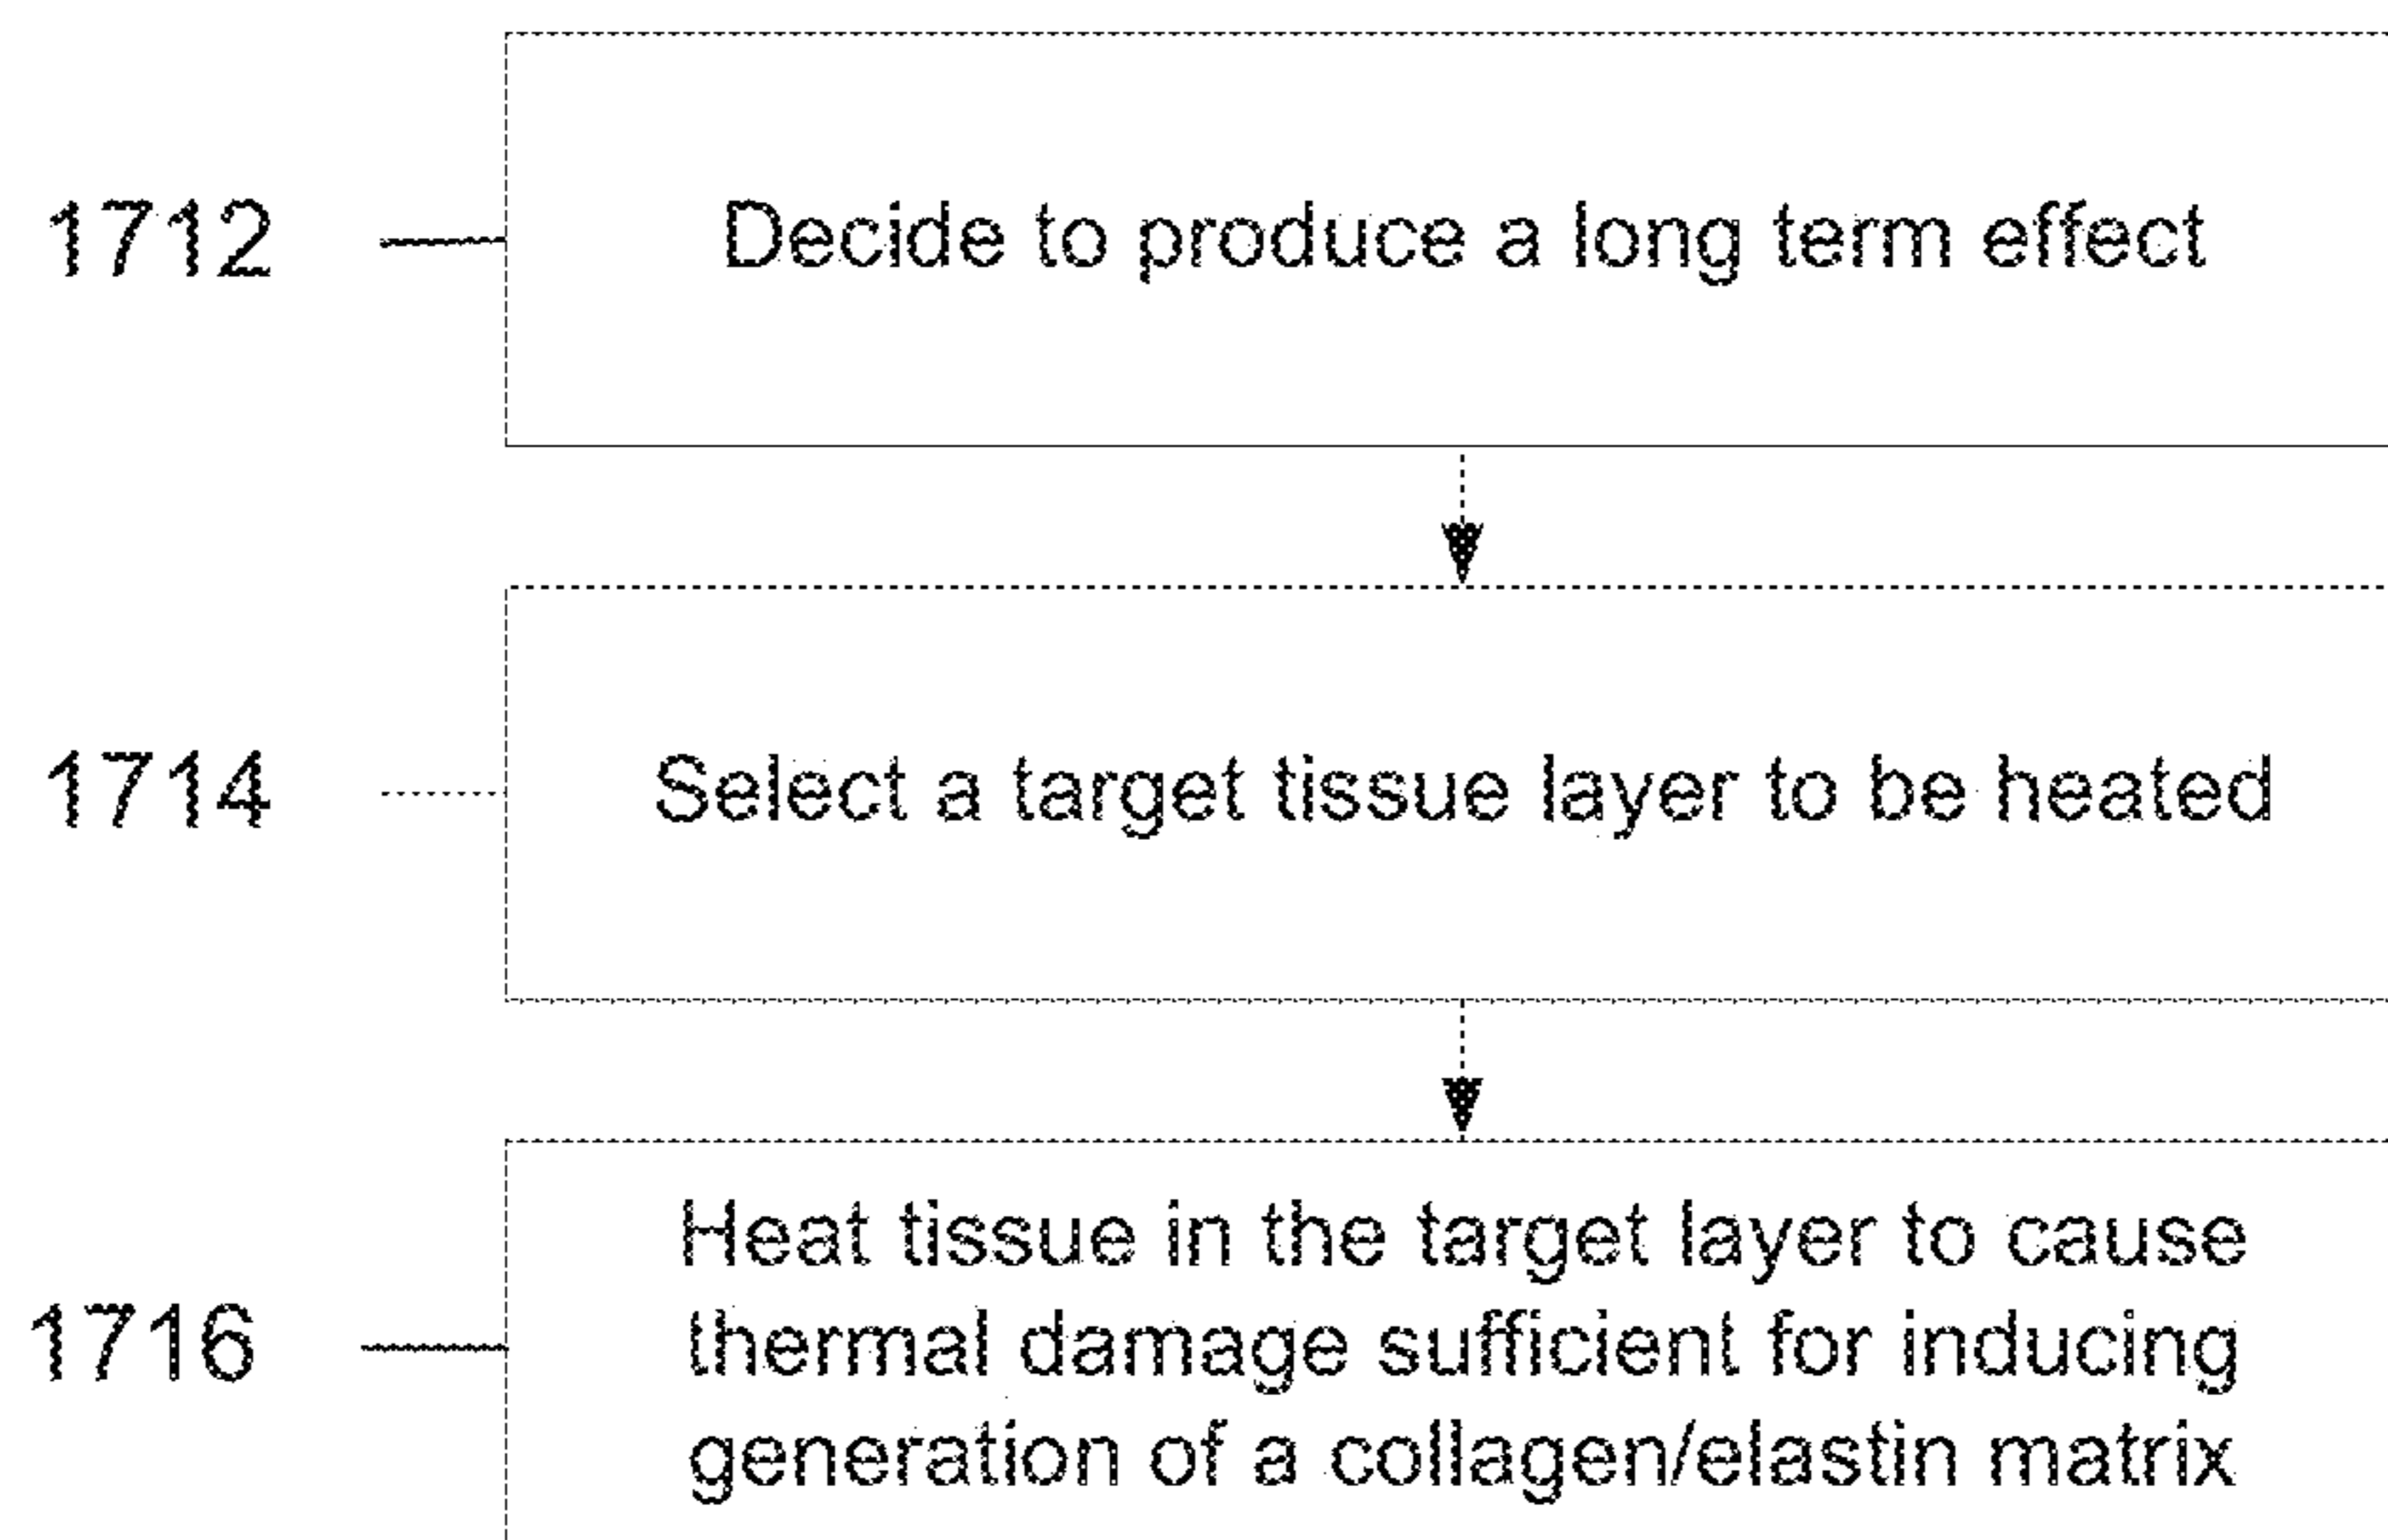 1712
Decide to produce a long term effect
1714
Select a target tissue layer to be heated
Heat tissue in the target layer to cause
1716
thermal damage sufficient for inducing
generation of a collagen/elastin matrix